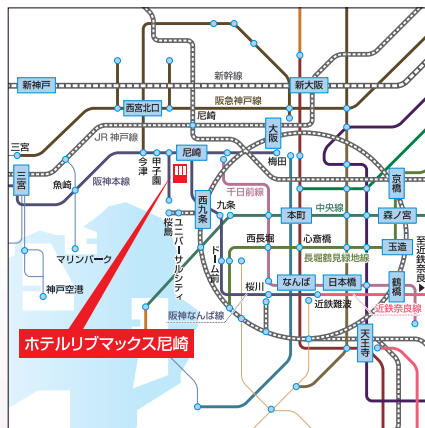 新幹線
新神戸
新大阪
阪急神戸線
西宮北口
尼崎
大阪
JR 神戸線
三宮
今津
甲子園
尼崎
梅田
三宮
魚崎
阪神本線
千日前線
京橋
西九条
九条
中央線
本町
森ノ宮
桜島
ユニバーサルシティ
ドーム前
西長堀
心斎橋
玉造
長堀鶴見緑地線
至近鉄奈良
マリンパーク
神戸空港
桜川
なんば
日本橋
鶴橋
近鉄難波
近鉄奈良線
阪神なんば線
天王寺
ホテルリブマックス尼崎